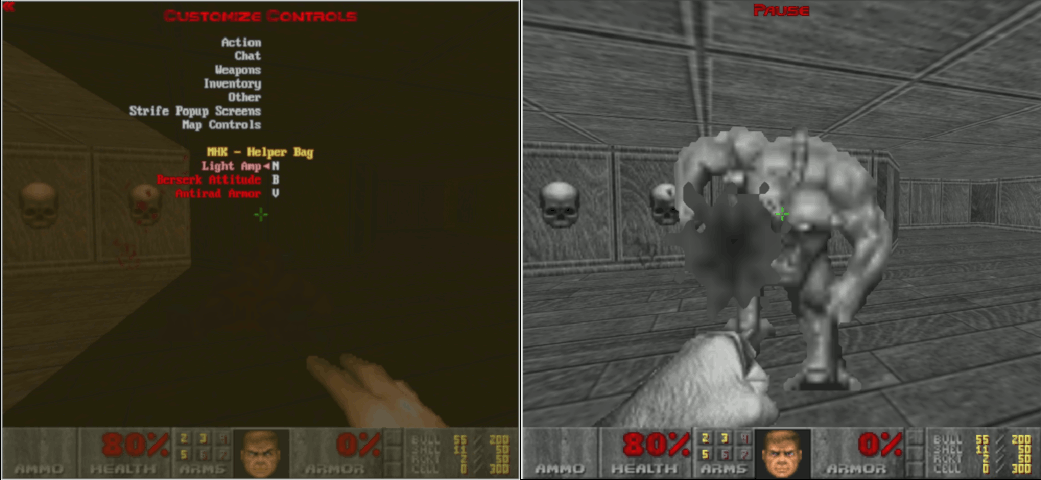 K
CUSTOMIZE CONTROLS
Action
Chat
Weapons
Inventory
Other
Strife Popup Screens
Map Controls
MHK - Helper Bag
Light Amp N
Berserk Attitude B
Antirad Armor V
80% 2 3 4 0% BULL 55 / 200
SHEL 11 / 50
5 6 7 RCKT 2 / 50
AMMO HEALTH ARMS ARMOR CELL 0 / 300
PAUSE
80% 2 3 4 0% BULL 55 / 200
SHEL 11 / 50
5 6 7 RCKT 2 / 50
AMMO HEALTH ARMS ARMOR CELL 0 / 300